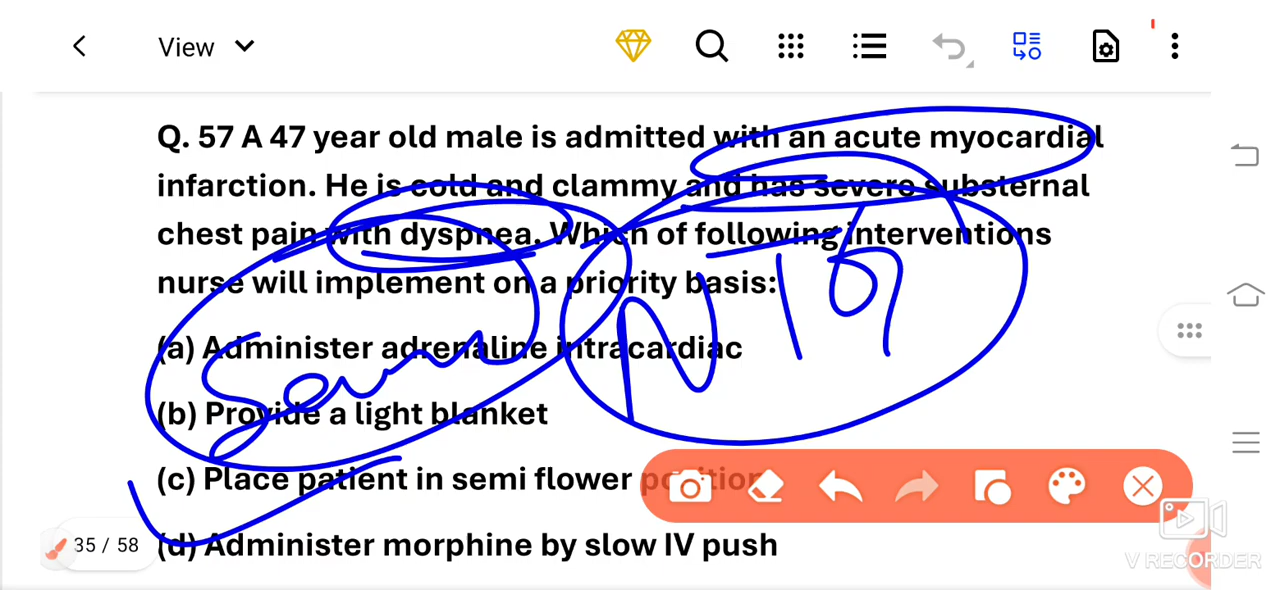 View
Q. 57 A 47 year old male is admitted with an acute myocardial
infarction. He is cold and clammy and has severe substernal
chest pain with dyspnea. Which of following interventions
nurse will implement on a priority basis:
(a) Administer adrenaline intracardiac
(b) Provide a light blanket
(c) Place patient in semi flower position
35 / 58
(d) Administer morphine by slow IV push
V RECORDER